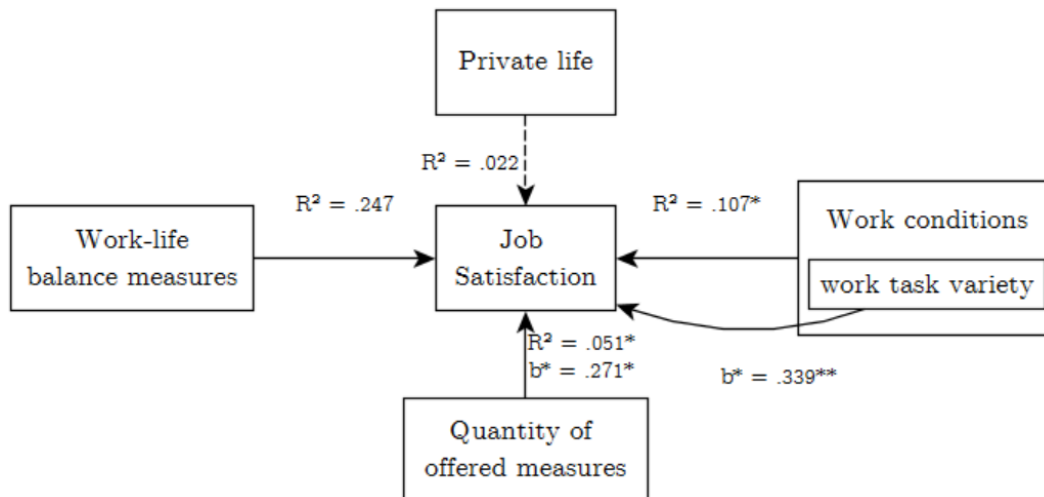 Private life
R² = .022
R² = .247
R² = .107*
Work-life
balance measures
Job
Satisfaction
Work conditions
work task variety
R² = .051*
b* = .271*
b* = .339**
Quantity of
offered measures